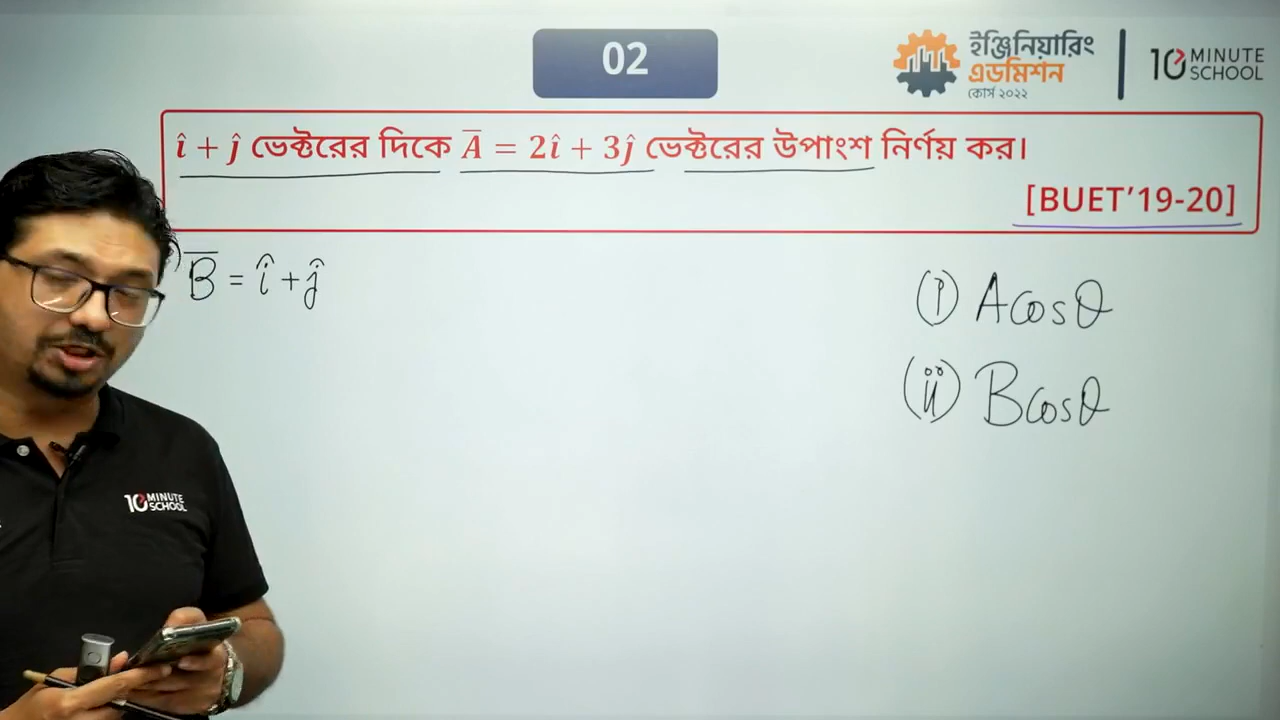 02
ইঞ্জিনিয়ারিং
এডমিশন
কোর্স ২০২২
10 MINUTE
SCHOOL
î + ĵ ভেক্টরের দিকে A̅ = 2î + 3ĵ ভেক্টরের উপাংশ নির্ণয় কর।
[BUET’19-20]
) B̅ = î + ĵ
(i) A cosθ
(ii) B cosθ
10 MINUTE
SCHOOL